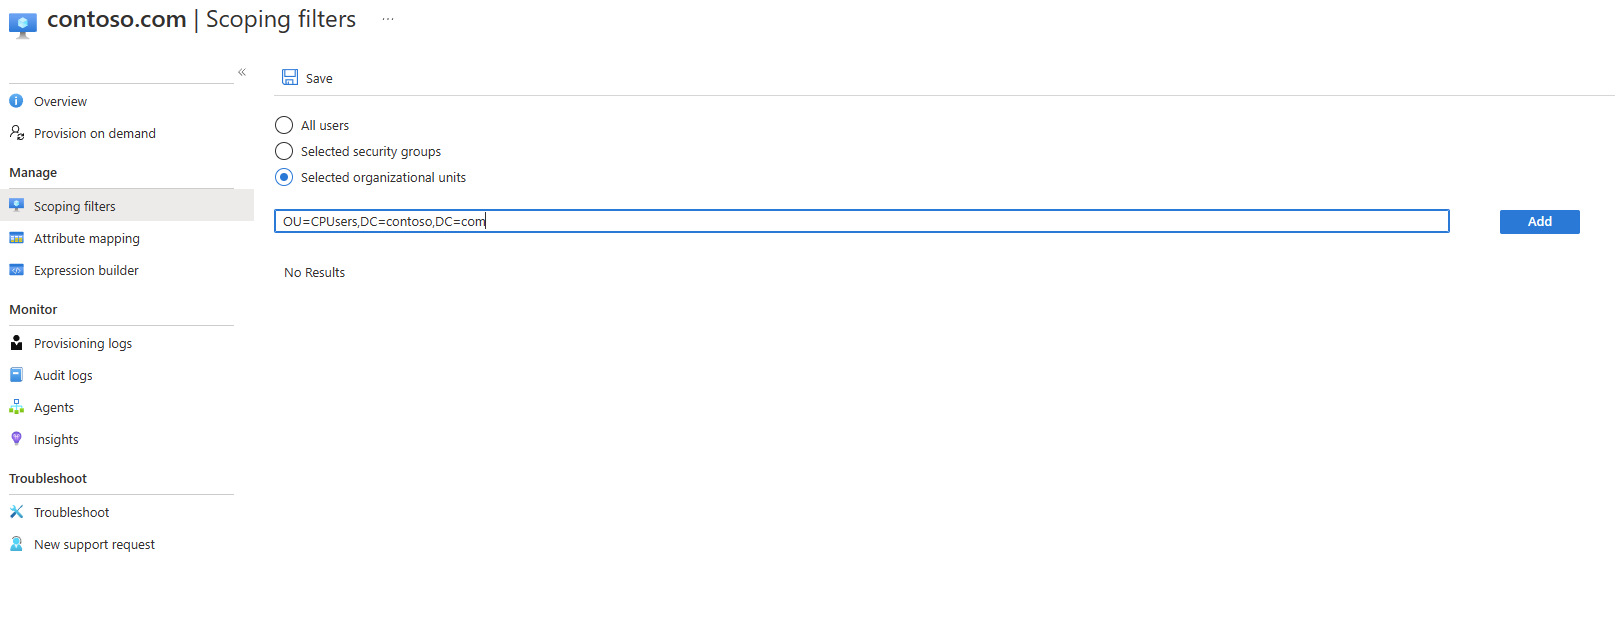 contoso.com | Scoping filters ...
«
Save
Overview
Provision on demand
Manage
Scoping filters
Attribute mapping
Expression builder
Monitor
Provisioning logs
Audit logs
Agents
Insights
Troubleshoot
Troubleshoot
New support request
All users
Selected security groups
Selected organizational units
OU=CPUsers,DC=contoso,DC=com
Add
No Results